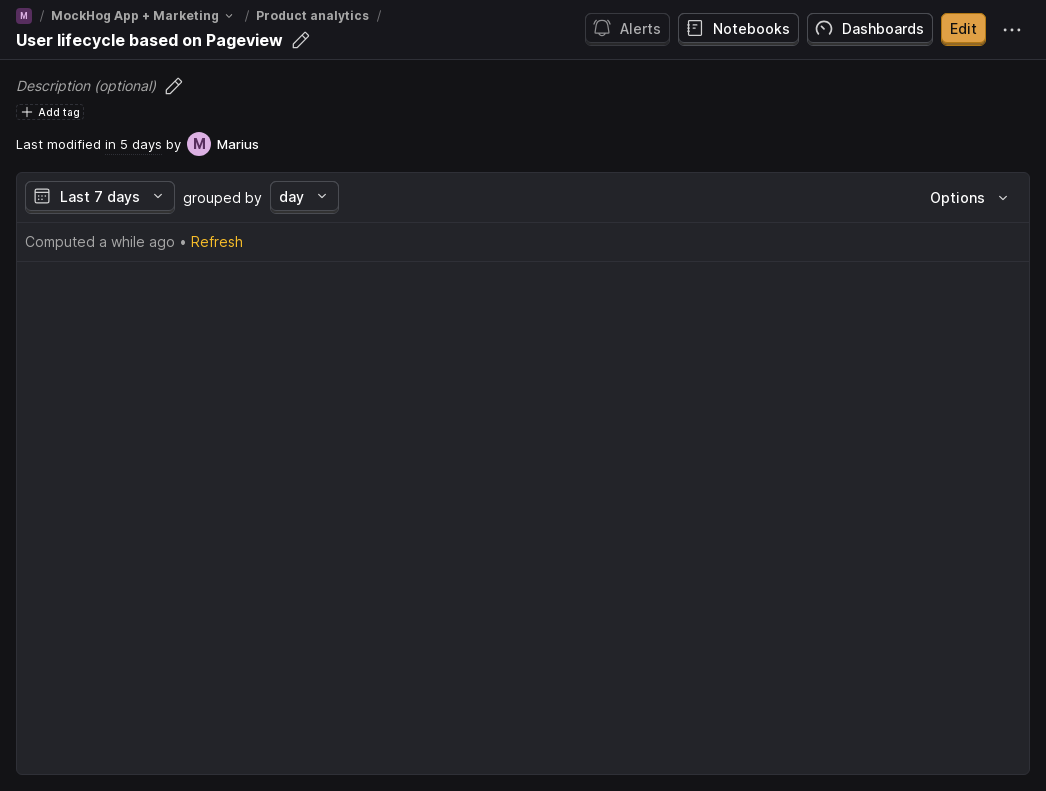 M / MockHog App + Marketing / Product analytics /
User lifecycle based on Pageview
Alerts Notebooks Dashboards Edit
Description (optional)
Add tag
Last modified in 5 days by M Marius
Last 7 days grouped by day Options
Computed a while ago • Refresh